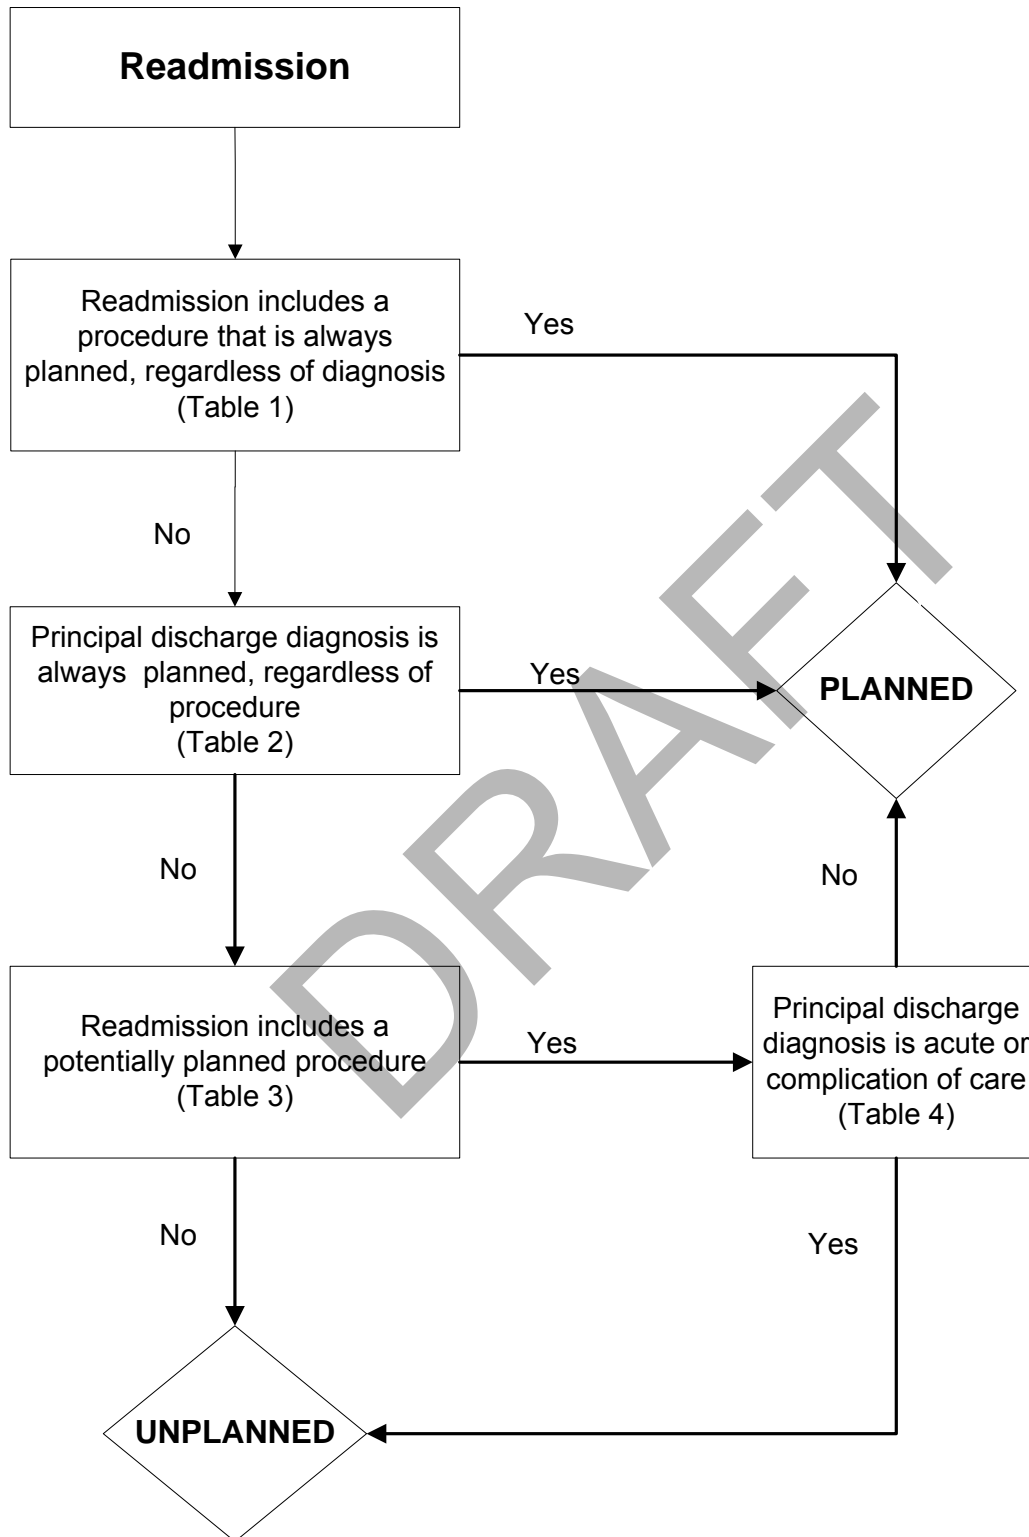 Readmission
Readmission includes a
procedure that is always
planned, regardless of diagnosis
(Table 1)
Yes
No
Principal discharge diagnosis is
always  planned, regardless of
procedure
(Table 2)
Yes
PLANNED
No
No
Readmission includes a
potentially planned procedure
(Table 3)
Yes
Principal discharge
diagnosis is acute or
complication of care
(Table 4)
No
Yes
UNPLANNED
DRAFT